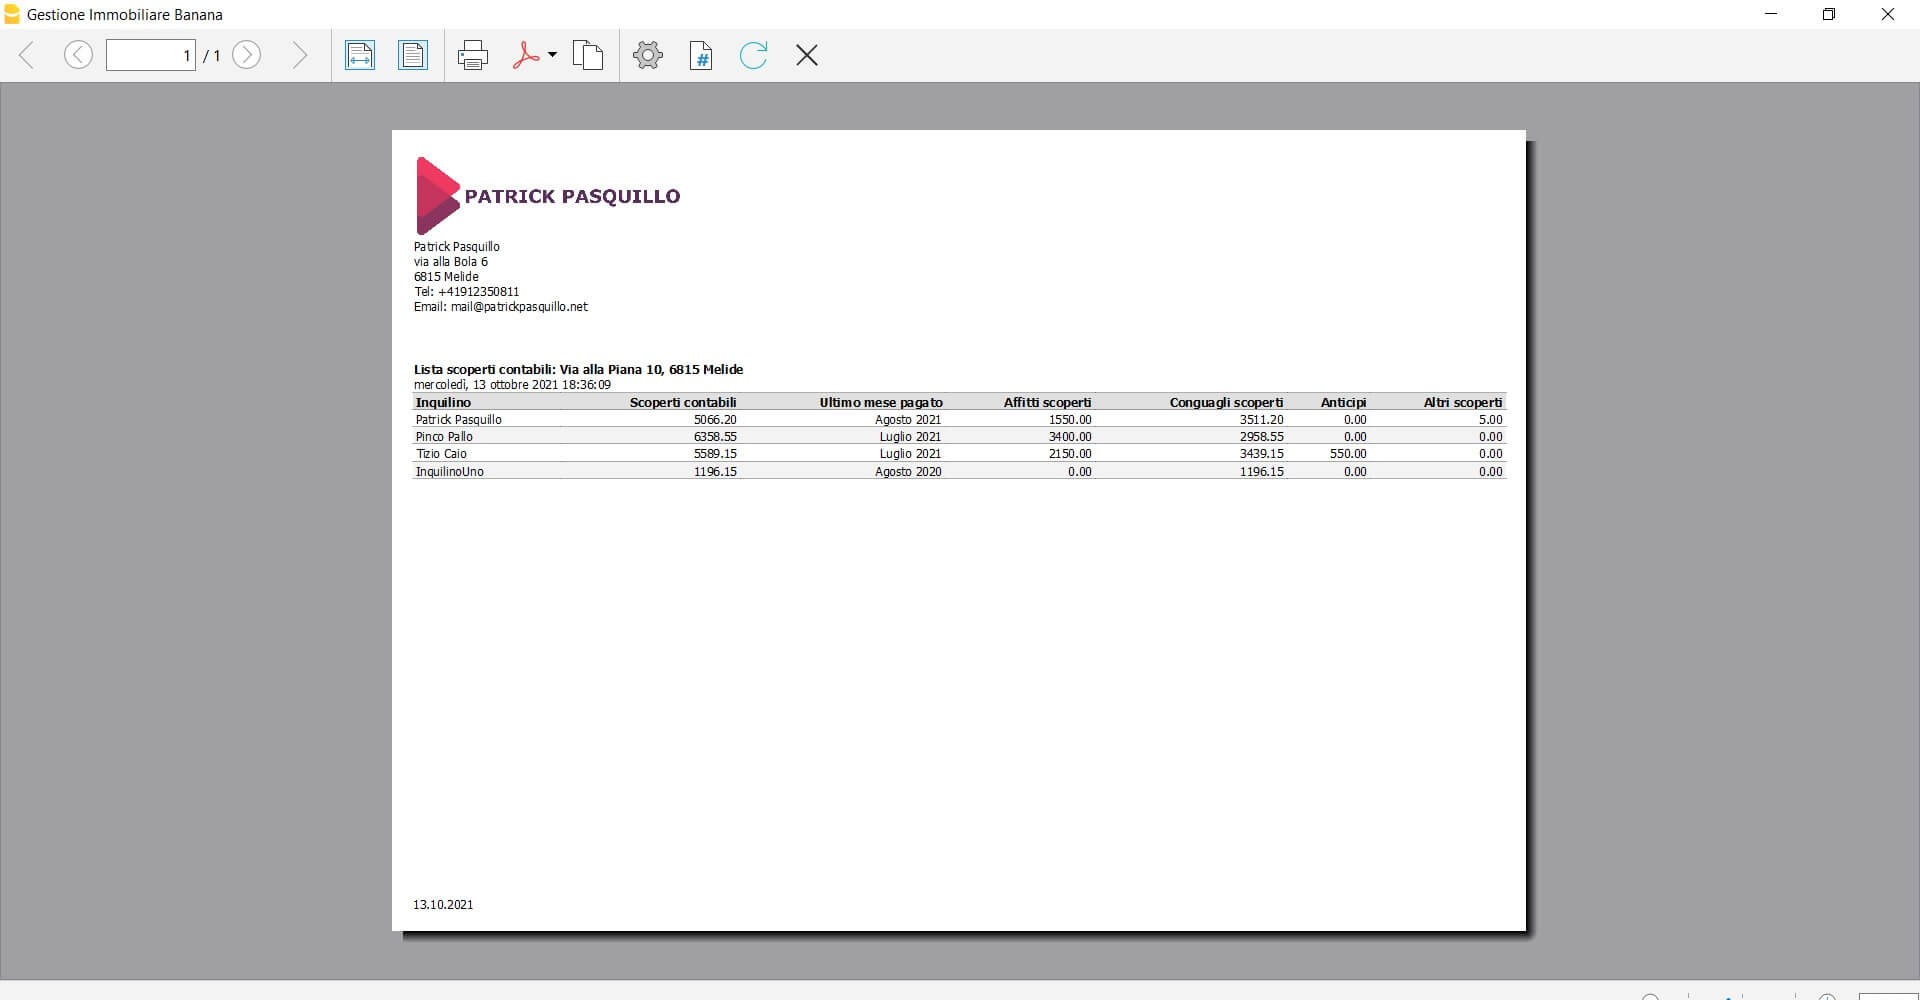 Gestione Immobiliare Banana
1 / 1
#
PATRICK PASQUILLO
Patrick Pasquillo
via alla Bola 6
6815 Melide
Tel: +41912350811
Email: mail@patrickpasquillo.net
Lista scoperti contabili: Via alla Piana 10, 6815 Melide
mercoledì, 13 ottobre 2021 18:36:09
Inquilino Scoperti contabili Ultimo mese pagato Affitti scoperti Conguagli scoperti Anticipi Altri scoperti
Patrick Pasquillo 5066.20 Agosto 2021 1550.00 3511.20 0.00 5.00
Pinco Pallo 6358.55 Luglio 2021 3400.00 2958.55 0.00 0.00
Tizio Caio 5589.15 Luglio 2021 2150.00 3439.15 550.00 0.00
InquilinoUno 1196.15 Agosto 2020 0.00 1196.15 0.00 0.00
13.10.2021